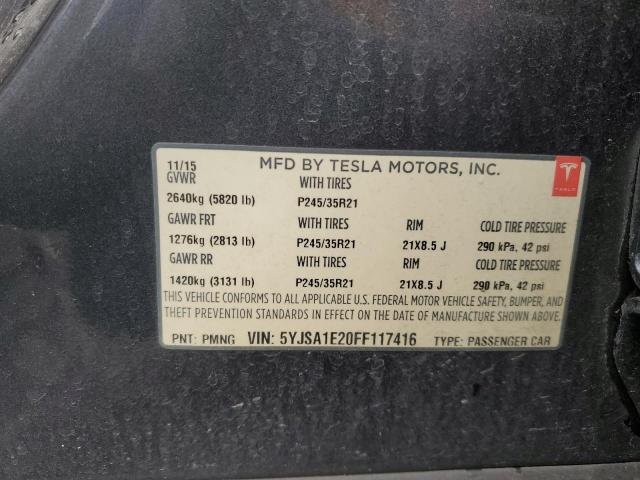 11/15 MFD BY TESLA MOTORS, INC.
GVWR WITH TIRES
2640kg (5820 lb) P245/35R21
GAWR FRT WITH TIRES RIM COLD TIRE PRESSURE
1276kg (2813 lb) P245/35R21 21X8.5 J 290 kPa, 42 psi
GAWR RR WITH TIRES RIM COLD TIRE PRESSURE
1420kg (3131 lb) P245/35R21 21X8.5 J 290 kPa, 42 psi
THIS VEHICLE CONFORMS TO ALL APPLICABLE U.S. FEDERAL MOTOR VEHICLE SAFETY, BUMPER, AND
THEFT PREVENTION STANDARDS IN EFFECT ON THE DATE OF MANUFACTURE SHOWN ABOVE.
PNT: PMNG VIN: 5YJSA1E20FF117416 TYPE: PASSENGER CAR
TESLA